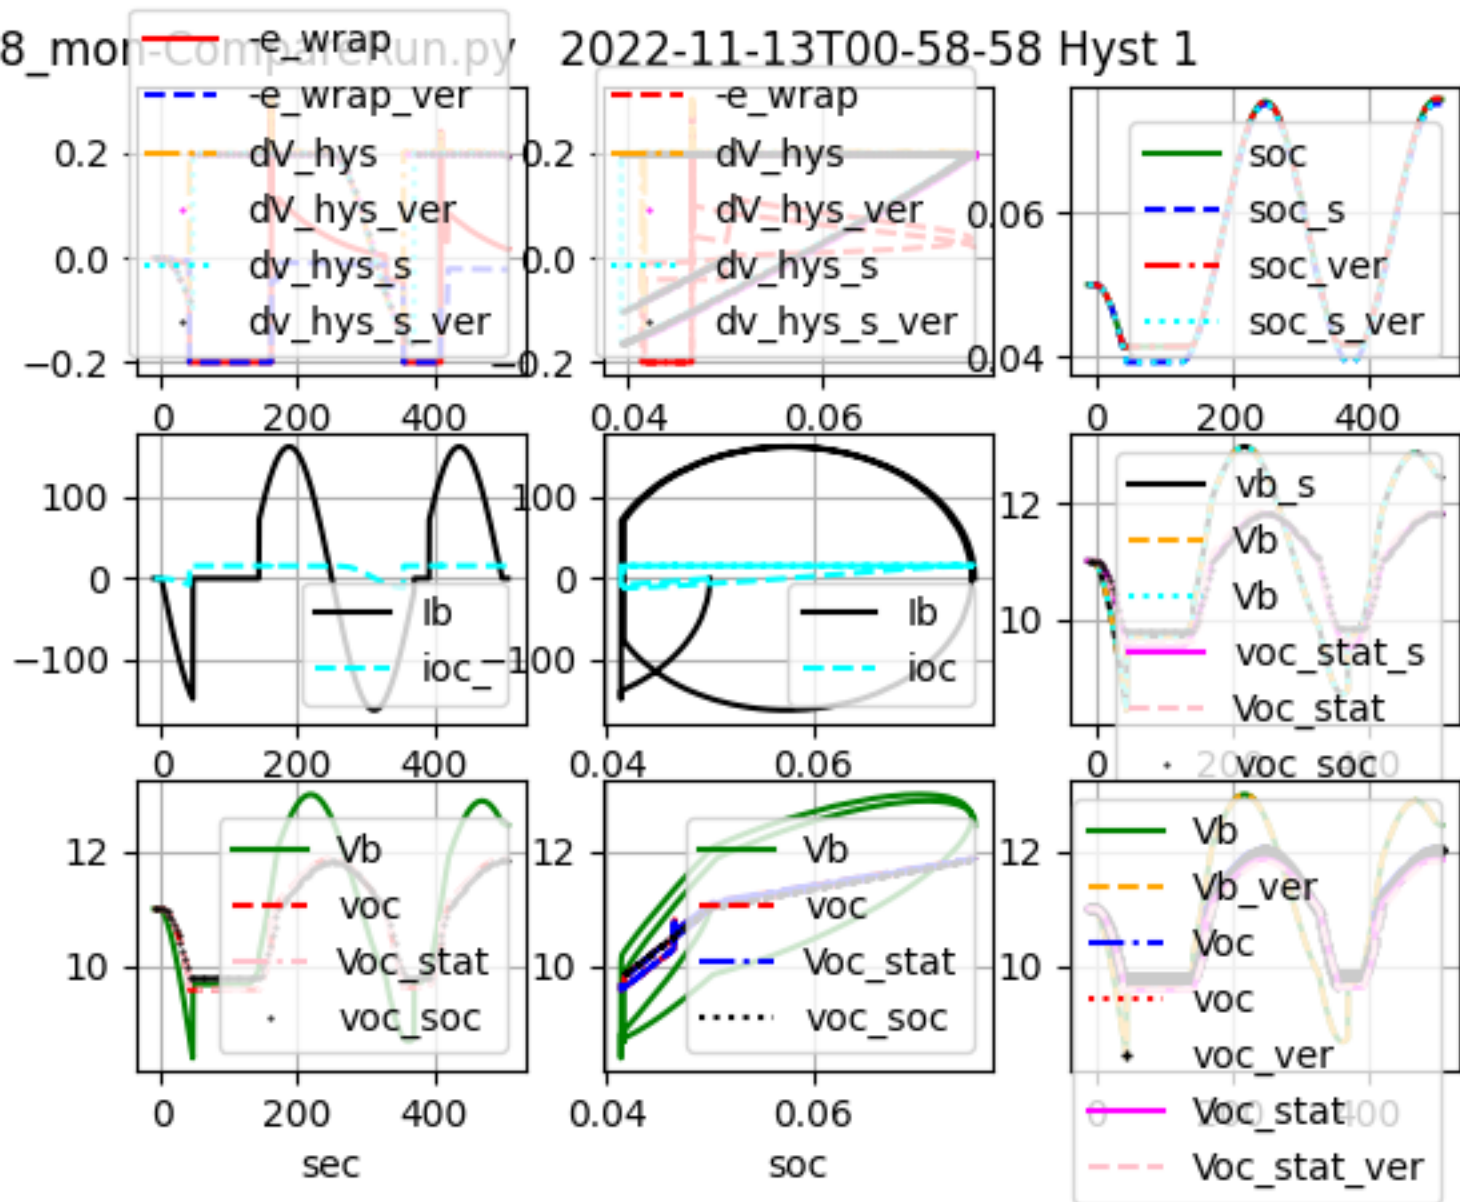 8_mon-CompareRun.py 2022-11-13T00-58-58 Hyst 1
-e_wrap
-e_wrap_ver
dV_hys
dV_hys_ver
dv_hys_s
dv_hys_s_ver
0.2
0.0
−0.2
0 200 400
-e_wrap
dV_hys
dV_hys_ver
dv_hys_s
dv_hys_s_ver
0.2
0.0
−0.2
0.04 0.06
soc
soc_s
soc_ver
soc_s_ver
0.06
0.04
0 200 400
100
0
−100
Ib
ioc_
0 200 400
100
0
−100
Ib
ioc
0.04 0.06
12
10
vb_s
Vb
Vb
voc_stat_s
Voc_stat
voc_soc
0 200 400
12
10
Vb
voc
Voc_stat
voc_soc
0 200 400
sec
12
10
Vb
voc
Voc_stat
voc_soc
0.04 0.06
soc
12
10
Vb
Vb_ver
Voc
voc
voc_ver
Voc_stat
Voc_stat_ver
0 200 400